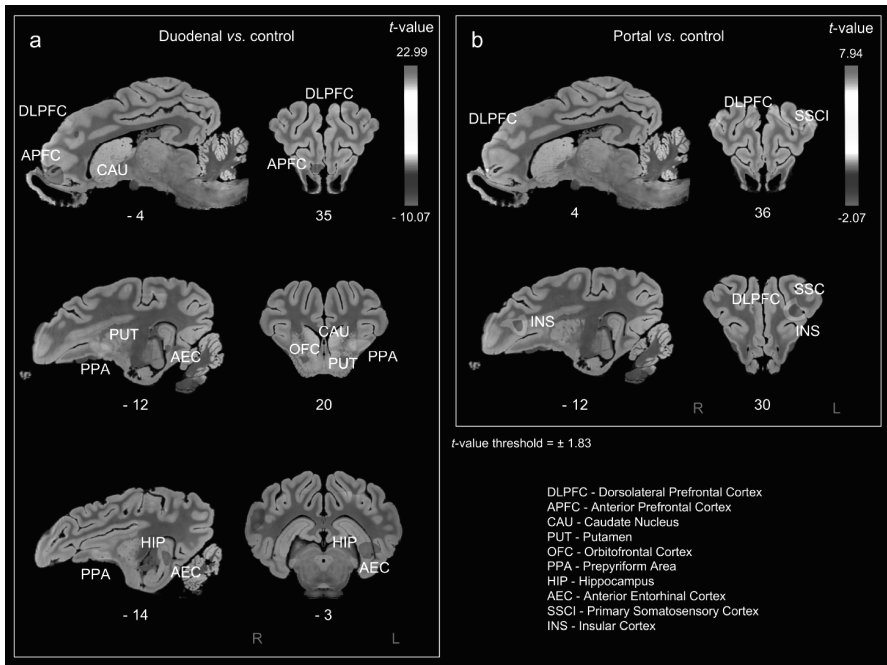 a
Duodenal vs. control
t-value
22.99
DLPFC
DLPFC
APFC
APFC
CAU
- 10.07
- 4
35
PUT
CAU
OFC
AEC
PPA
PUT
PPA
- 12
20
HIP
HIP
PPA
AEC
AEC
- 14
- 3
R
L
b
Portal vs. control
t-value
7.94
DLPFC
DLPFC
SSCI
-2.07
4
36
SSC
DLPFC
INS
INS
- 12
30
R
L
t-value threshold = ± 1.83
DLPFC - Dorsolateral Prefrontal Cortex
APFC - Anterior Prefrontal Cortex
CAU - Caudate Nucleus
PUT - Putamen
OFC - Orbitofrontal Cortex
PPA - Prepyriform Area
HIP - Hippocampus
AEC - Anterior Entorhinal Cortex
SSCI - Primary Somatosensory Cortex
INS - Insular Cortex